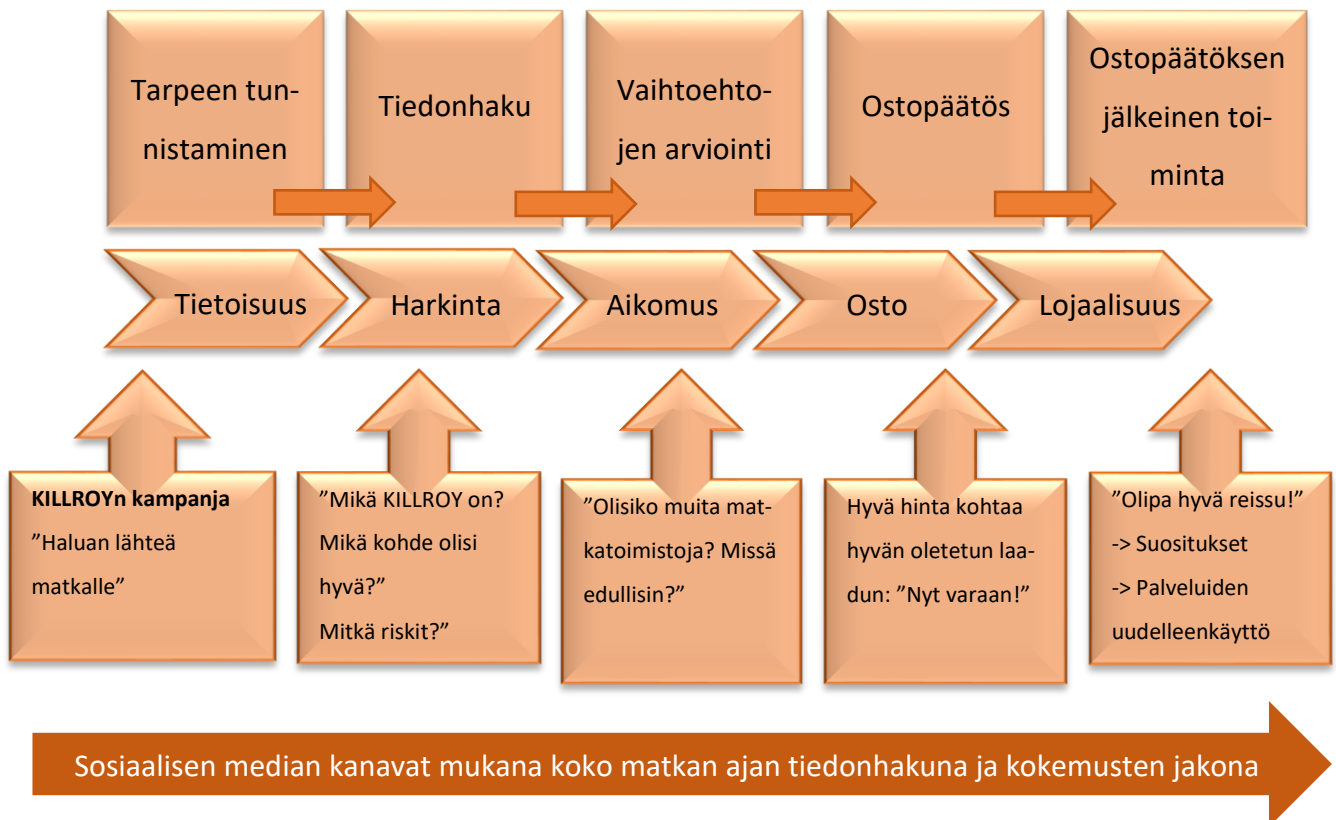 Tarpeen tun-
nistaminen
Tiedonhaku
Vaihtoehto-
jen arviointi
Ostopäätös
Ostopäätöksen
jälkeinen toi-
minta
Tietoisuus
Harkinta
Aikomus
Osto
Lojaalisuus
KILLROYn kampanja
”Haluan lähteä
matkalle”
”Mikä KILLROY on?
Mikä kohde olisi
hyvä?”
Mitkä riskit?”
”Olisiko muita mat-
katoimistoja? Missä
edullisin?”
Hyvä hinta kohtaa
hyvän oletetun laa-
dun: ”Nyt varaan!”
”Olipa hyvä reissu!”
-> Suositukset
-> Palveluiden
uudelleenkäyttö
Sosiaalisen median kanavat mukana koko matkan ajan tiedonhakuna ja kokemusten jakona